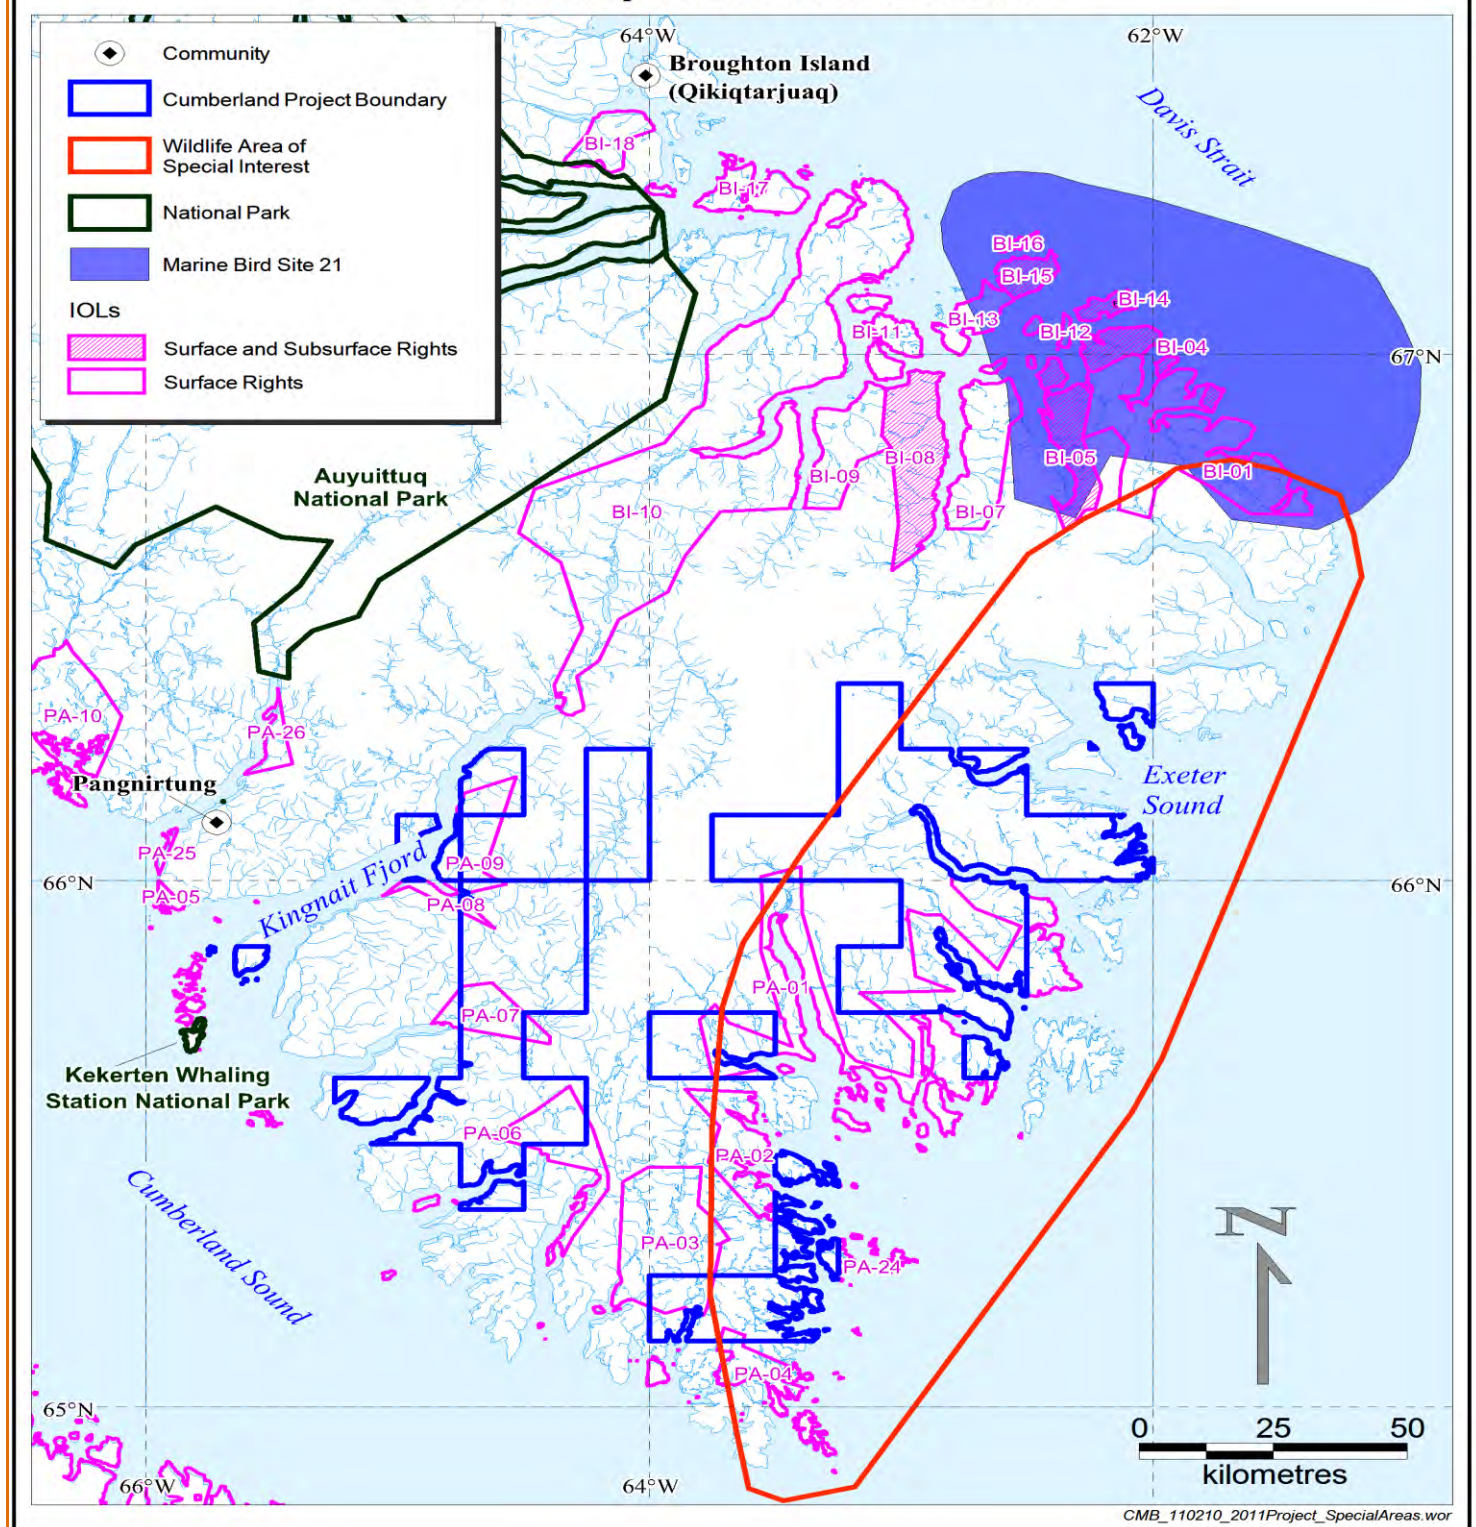 64°W
62°W
Community
Cumberland Project Boundary
Wildlife Area of
Special Interest
National Park
Marine Bird Site 21
IOLs
Surface and Subsurface Rights
Surface Rights
Broughton Island
(Qikiqtarjuaq)
Davis Strait
BI-18
BI-17
BI-16
BI-15
BI-14
BI-13
BI-12
BI-11
BI-04
67°N
BI-09
BI-08
BI-05
BI-01
BI-07
BI-10
Auyuittuq
National Park
PA-10
PA-26
Pangnirtung
Exeter
Sound
PA-25
PA-09
PA-05
PA-08
66°N
66°N
Kingnait Fjord
PA-01
PA-07
Kekerten Whaling
Station National Park
PA-06
PA-02
Cumberland Sound
PA-03
PA-24
PA-04
N
65°N
0 25 50
kilometres
66°W
64°W
CMB_110210_2011Project_SpecialAreas.wor